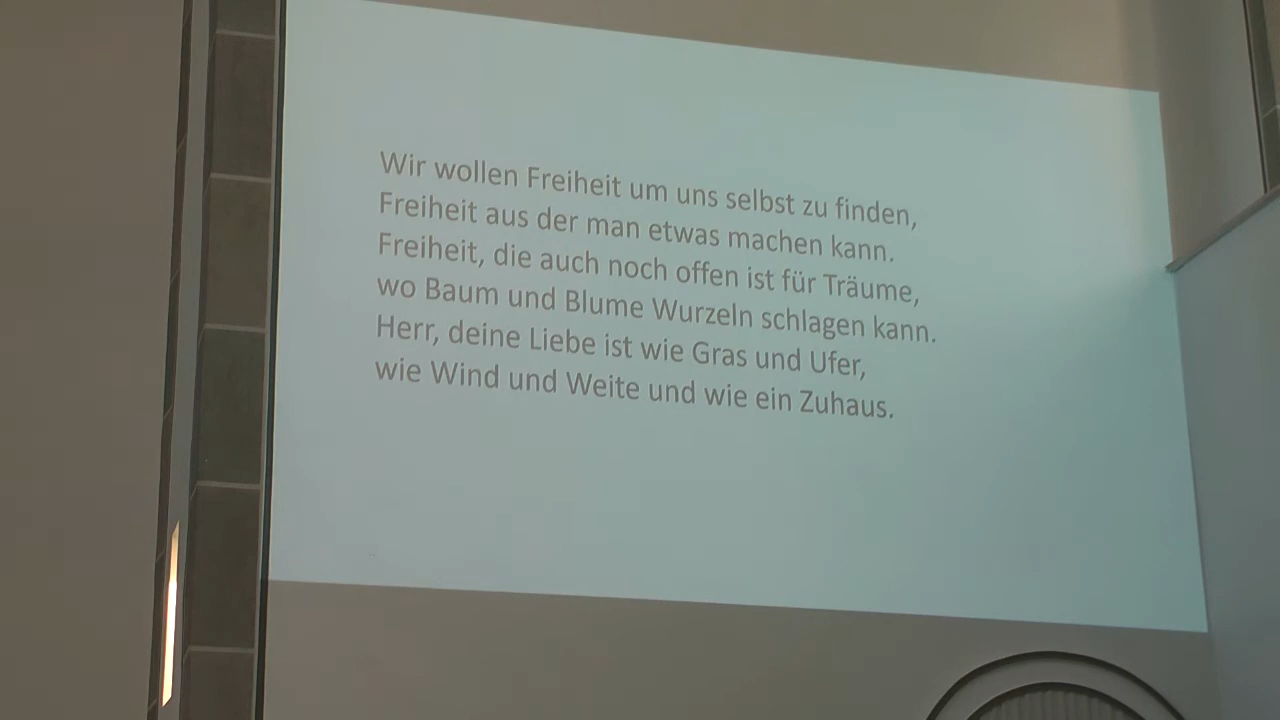 Wir wollen Freiheit um uns selbst zu finden,
Freiheit aus der man etwas machen kann.
Freiheit, die auch noch offen ist für Träume,
wo Baum und Blume Wurzeln schlagen kann.
Herr, deine Liebe ist wie Gras und Ufer,
wie Wind und Weite und wie ein Zuhaus.